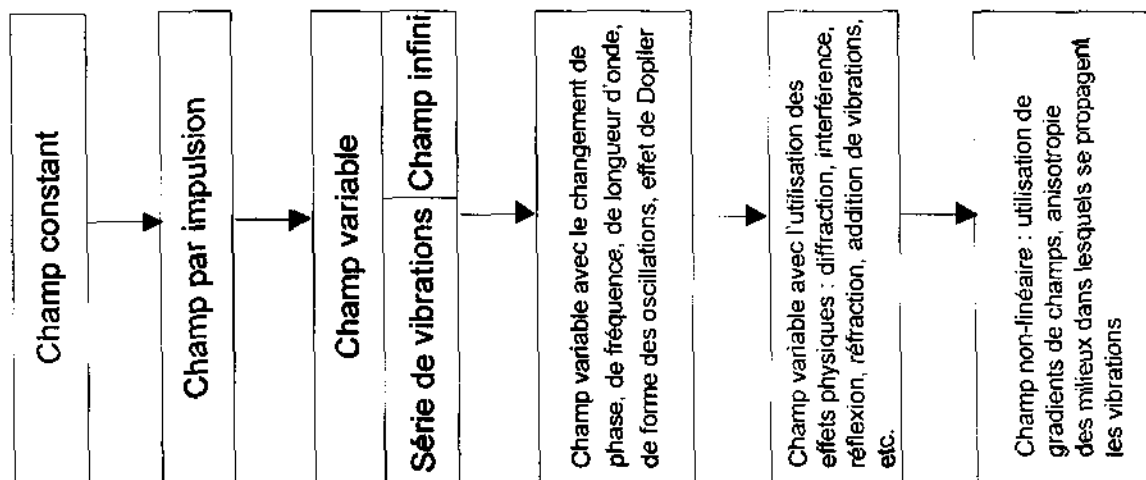 Champ constant
Champ par impulsion
Champ variable
Série de vibrations
Champ infini
Champ variable avec le changement de
phase, de fréquence, de longueur d'onde,
de forme des oscillations, effet de Doplier
Champ variable avec l'utilisation des
effets physiques : diffraction, interférence,
réflexion, réfraction, addition de vibrations,
etc.
Champ non-linéaire : utilisation de
gradients de champs, anisotropie
des milieux dans lesquels se propagent
les vibrations